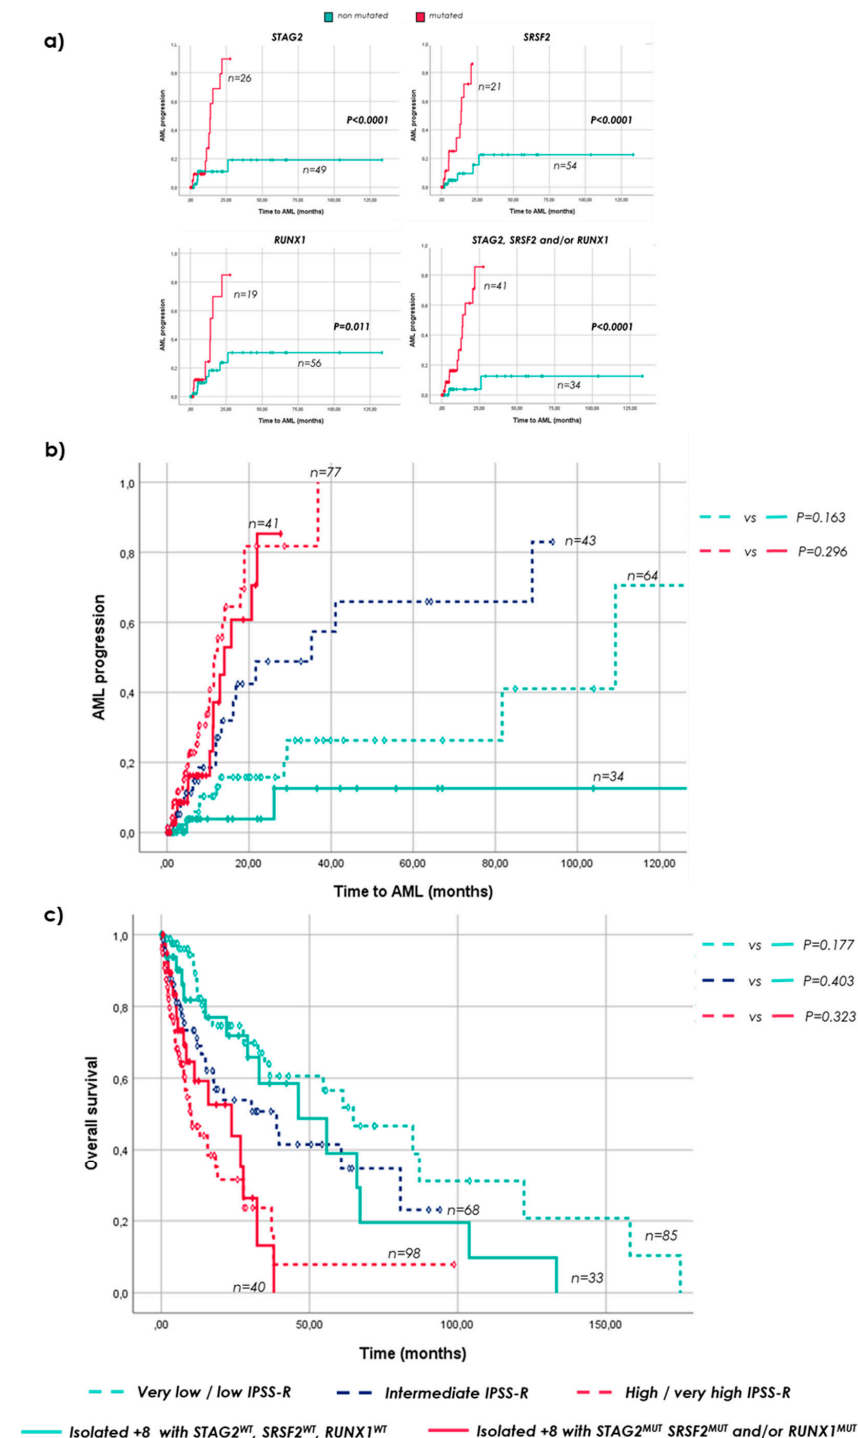 non mutated mutated
a)
STAG2 SRSF2
AML progression
n=26
P<0.0001
n=49
Time to AML (months)
AML progression
n=21
P<0.0001
n=54
Time to AML (months)
RUNX1 STAG2, SRSF2 and/or RUNX1
AML progression
n=19
P=0.011
n=56
Time to AML (months)
AML progression
n=41
P<0.0001
n=34
Time to AML (months)
b)
n=77
n=41
n=43
n=64
n=34
vs P=0.163
vs P=0.296
AML progression
1,0
0,8
0,6
0,4
0,2
0,0
,00 20,00 40,00 60,00 80,00 100,00 120,00
Time to AML (months)
c)
vs P=0.177
vs P=0.403
vs P=0.323
Overall survival
1,0
0,8
0,6
0,4
0,2
0,0
n=68
n=85
n=98
n=40
n=33
,00 50,00 100,00 150,00
Time (months)
Very low / low IPSS-R Intermediate IPSS-R High / very high IPSS-R
Isolated +8 with STAG2WT, SRSF2WT, RUNX1WT Isolated +8 with STAG2MUT SRSF2MUT and/or RUNX1MUT